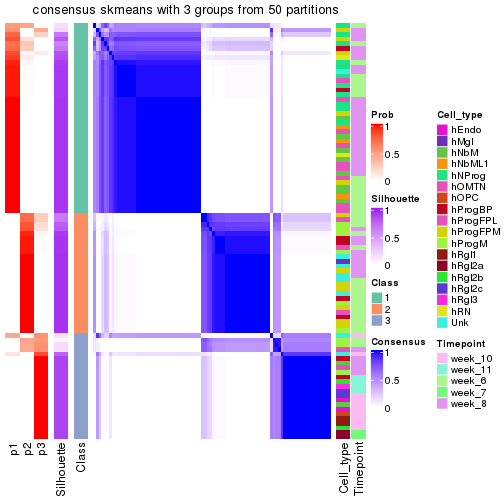 consensus skmeans with 3 groups from 50 partitions
Prob
1
0.5
0
Silhouette
1
0.5
0
Class
1
2
3
Consensus
1
0.5
0
Cell_type
hEndo
hMgl
hNbM
hNbML1
hNProg
hOMTN
hOPC
hProgBP
hProgFPL
hProgFPM
hProgM
hRgl1
hRgl2a
hRgl2b
hRgl2c
hRgl3
hRN
Unk
Timepoint
week_10
week_11
week_6
week_7
week_8
p1
p2
p3
Silhouette
Class
Cell_type
Timepoint